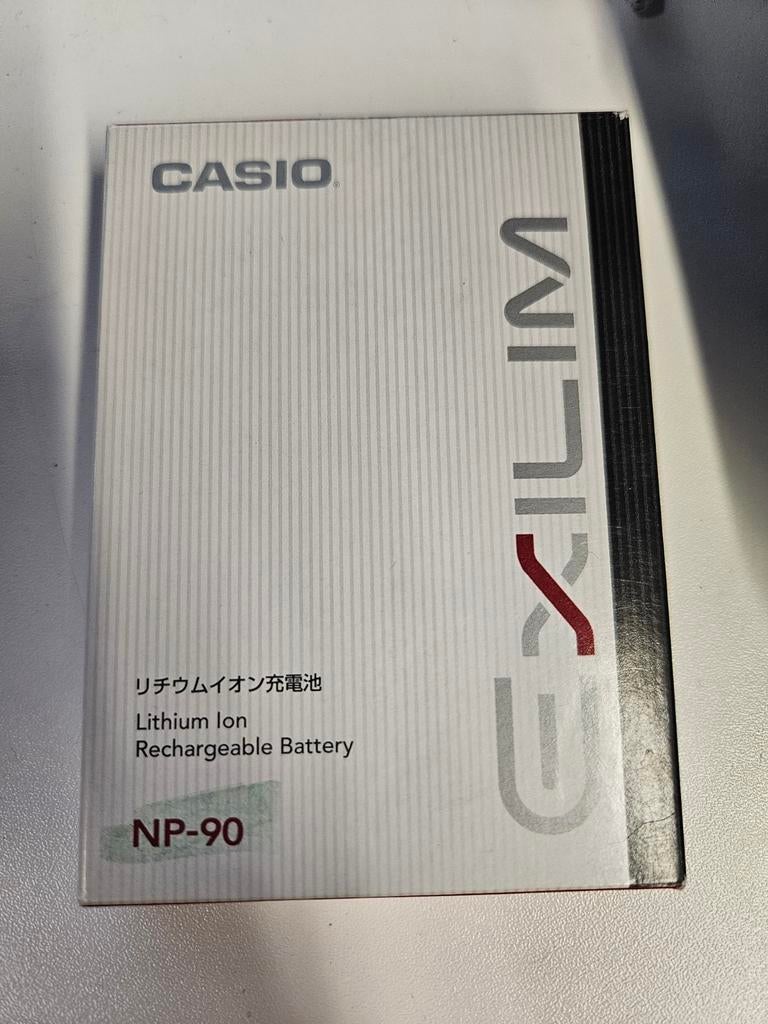 CASIO®
EXILIM
リチウムイオン充電池
Lithium Ion
Rechargeable Battery
NP-90